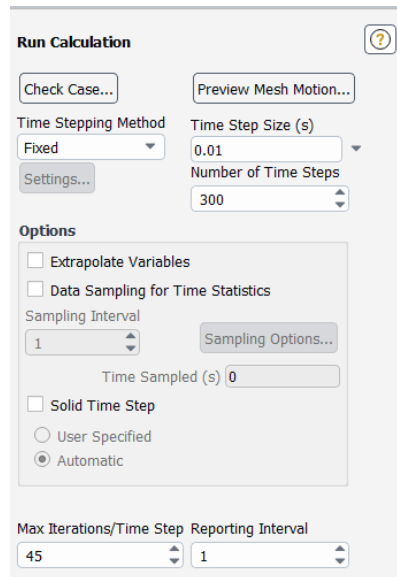 Run Calculation ?
Check Case... Preview Mesh Motion...
Time Stepping Method Time Step Size (s)
Fixed 0.01
Settings... Number of Time Steps
300
Options
Extrapolate Variables
Data Sampling for Time Statistics
Sampling Interval
1 Sampling Options...
Time Sampled (s) 0
Solid Time Step
User Specified
Automatic
Max Iterations/Time Step Reporting Interval
45 1